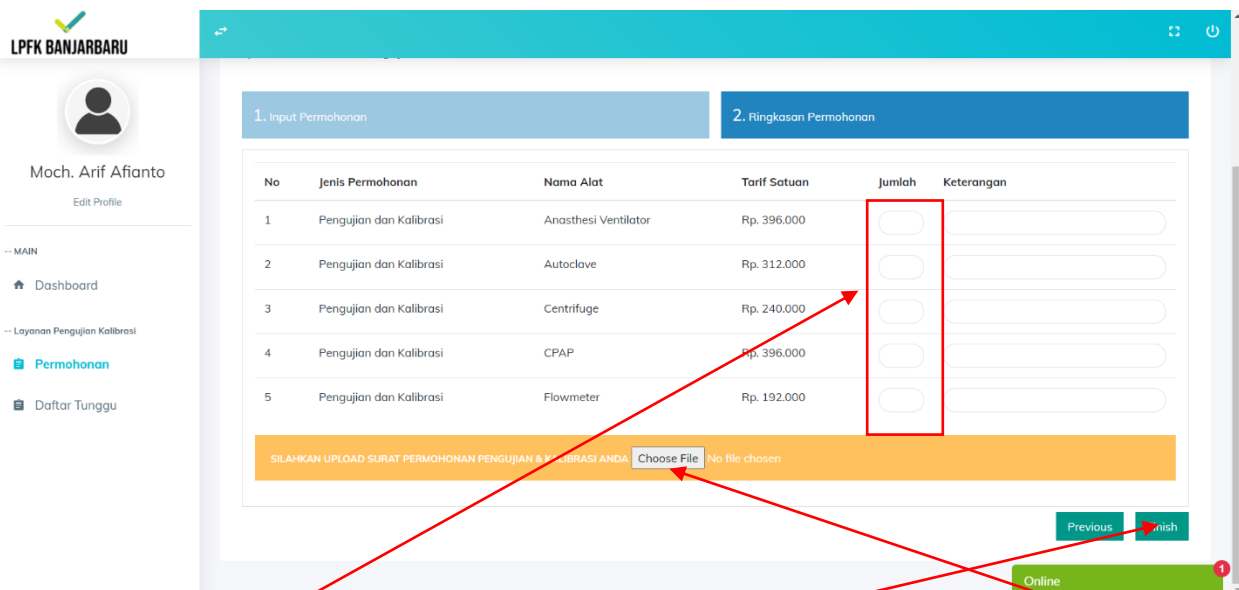 LPFK BANJARBARU
Moch. Arif Afianto
Edit Profile
-- MAIN
Dashboard
-- Layanan Pengujian Kalibrasi
Permohonan
Daftar Tunggu
1. Input Permohonan
2. Ringkasan Permohonan
No Jenis Permohonan Nama Alat Tarif Satuan Jumlah Keterangan
1 Pengujian dan Kalibrasi Anasthesi Ventilator Rp. 396.000
2 Pengujian dan Kalibrasi Autoclave Rp. 312.000
3 Pengujian dan Kalibrasi Centrifuge Rp. 240.000
4 Pengujian dan Kalibrasi CPAP Rp. 396.000
5 Pengujian dan Kalibrasi Flowmeter Rp. 192.000
SILAHKAN UPLOAD SURAT PERMOHONAN PENGUJIAN & KALIBRASI ANDA Choose File No file chosen
Previous Finish
Online 1